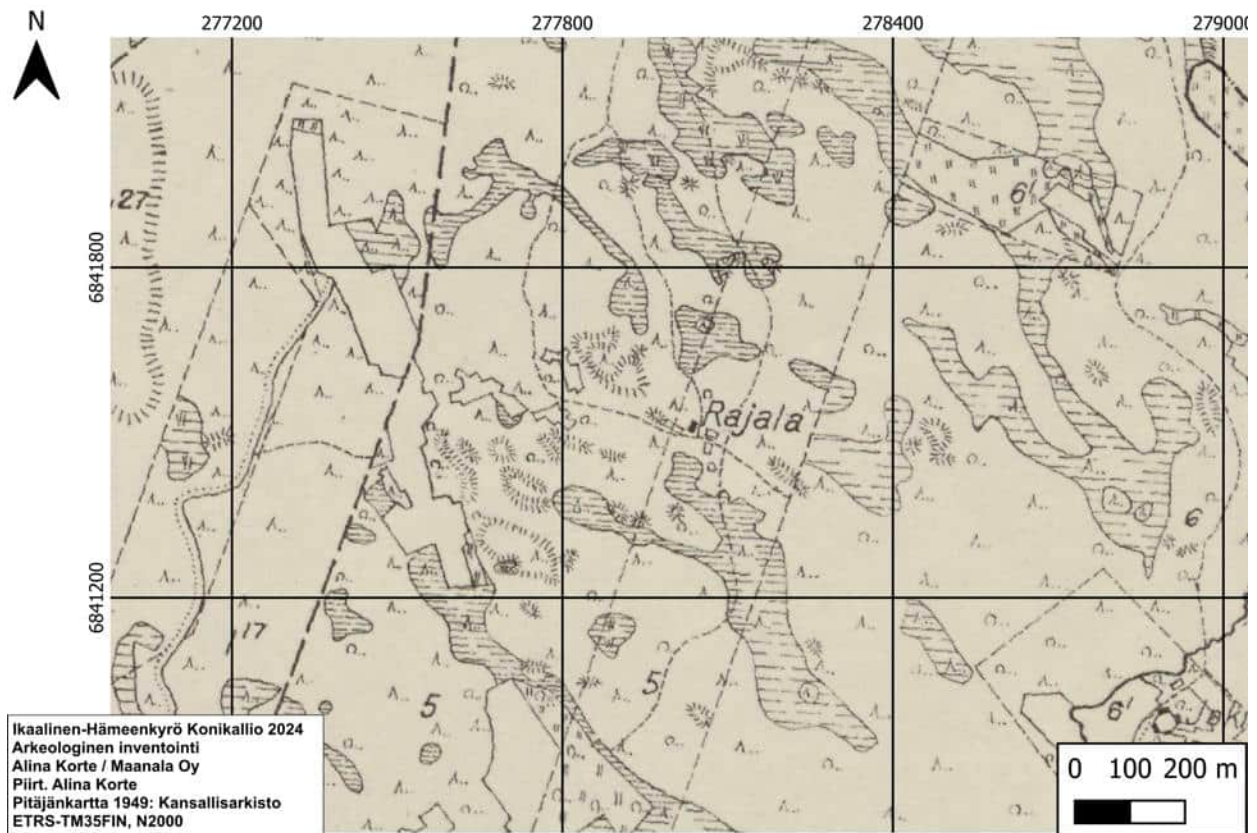 N
277200 277800 278400 279000
27
6'
6841800
Rajala
6
6841200
17
5
5
6'
Ikaalinen-Hämeenkyrö Konikallio 2024
Arkeologinen inventointi
Alina Korte / Maanala Oy
Piirt. Alina Korte
Pitäjänkartta 1949: Kansallisarkisto
ETRS-TM35FIN, N2000
0 100 200 m